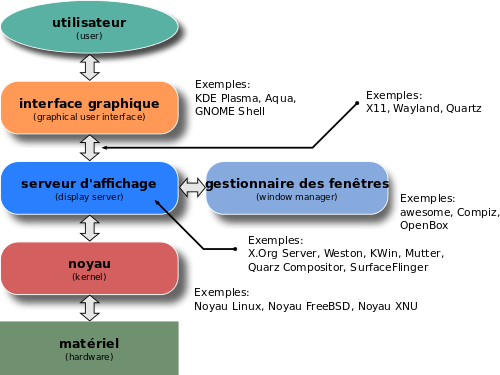 utilisateur
(user)
interface graphique
(graphical user interface)
Exemples:
KDE Plasma, Aqua,
GNOME Shell
Exemples:
X11, Wayland, Quartz
serveur d'affichage
(display server)
gestionnaire des fenêtres
(window manager)
Exemples:
awesome, Compiz,
OpenBox
Exemples:
X.Org Server, Weston, KWin, Mutter,
Quarz Compositor, SurfaceFlinger
noyau
(kernel)
Exemples:
Noyau Linux, Noyau FreeBSD, Noyau XNU
matériel
(hardware)